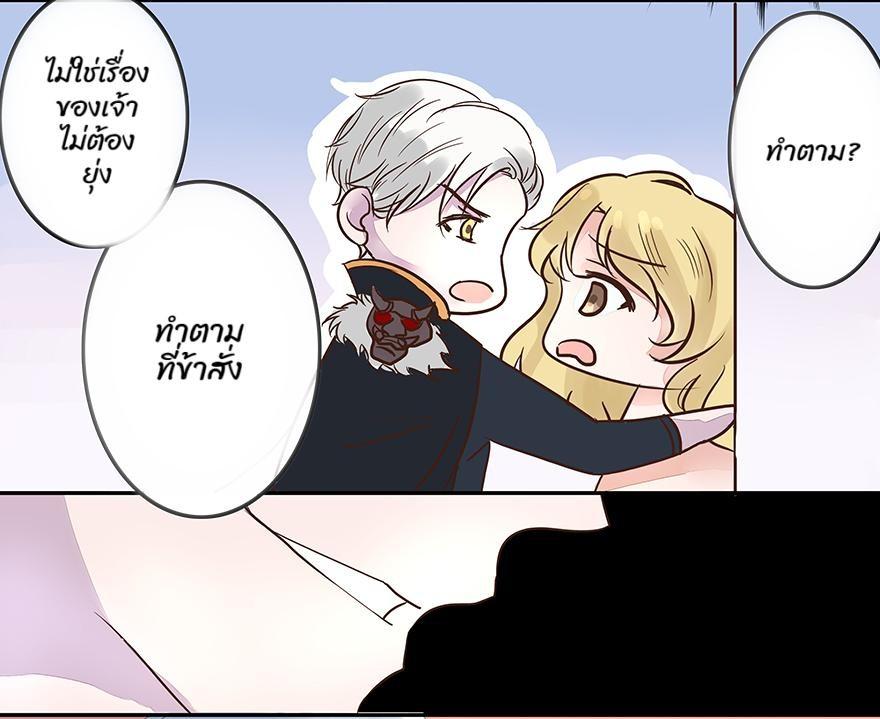 ไม่ใช่เรื่อง
ของเจ้า
ไม่ต้อง
ยุ่ง
ทำตาม
ที่ข้าสั่ง
ทำตาม?